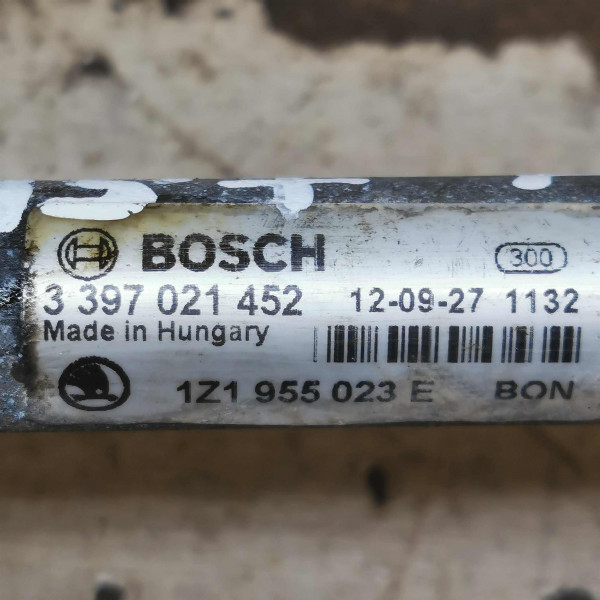 BOSCH 300
3 397 021 452 12-09-27 1132
Made in Hungary
1Z1 955 023 E BON